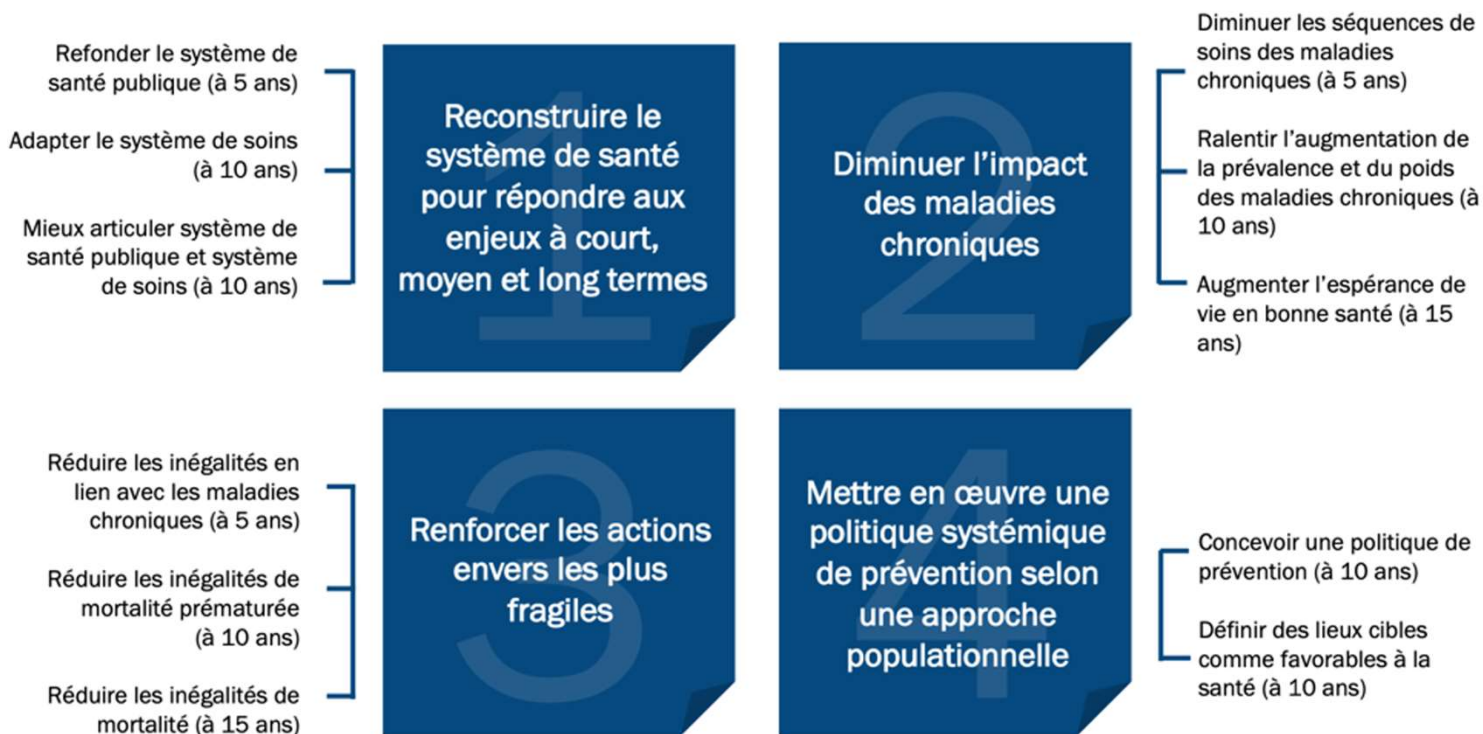 Refonder le système de
santé publique (à 5 ans)
Adapter le système de soins
(à 10 ans)
Mieux articuler système de
santé publique et système
de soins (à 10 ans)
1
Reconstruire le
système de santé
pour répondre aux
enjeux à court,
moyen et long termes
2
Diminuer l’impact
des maladies
chroniques
Diminuer les séquences de
soins des maladies
chroniques (à 5 ans)
Ralentir l’augmentation de
la prévalence et du poids
des maladies chroniques (à
10 ans)
Augmenter l’espérance de
vie en bonne santé (à 15
ans)
Réduire les inégalités en
lien avec les maladies
chroniques (à 5 ans)
Réduire les inégalités de
mortalité prématurée
(à 10 ans)
Réduire les inégalités de
mortalité (à 15 ans)
3
Renforcer les actions
envers les plus
fragiles
4
Mettre en œuvre une
politique systémique
de prévention selon
une approche
populationnelle
Concevoir une politique de
prévention (à 10 ans)
Définir des lieux cibles
comme favorables à la
santé (à 10 ans)